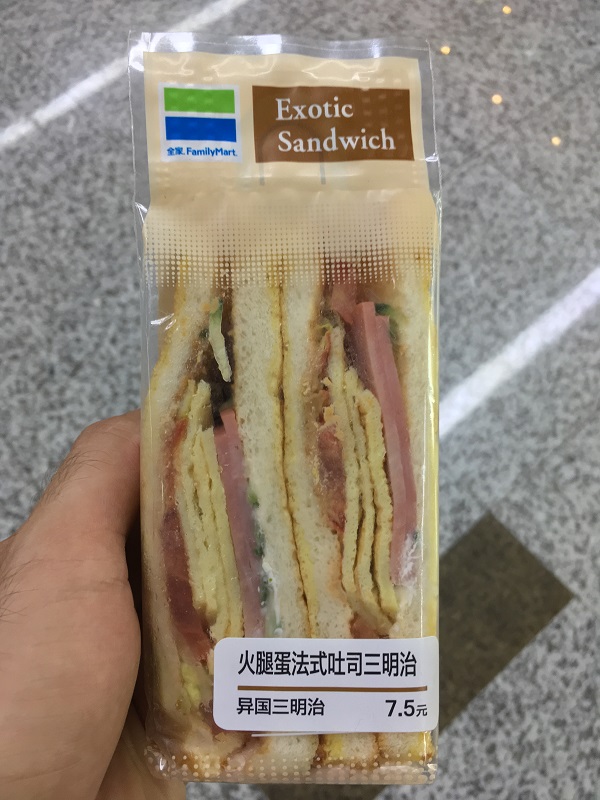 Exotic
Sandwich
全家 FamilyMart
火腿蛋法式吐司三明治
异国三明治 7.5元